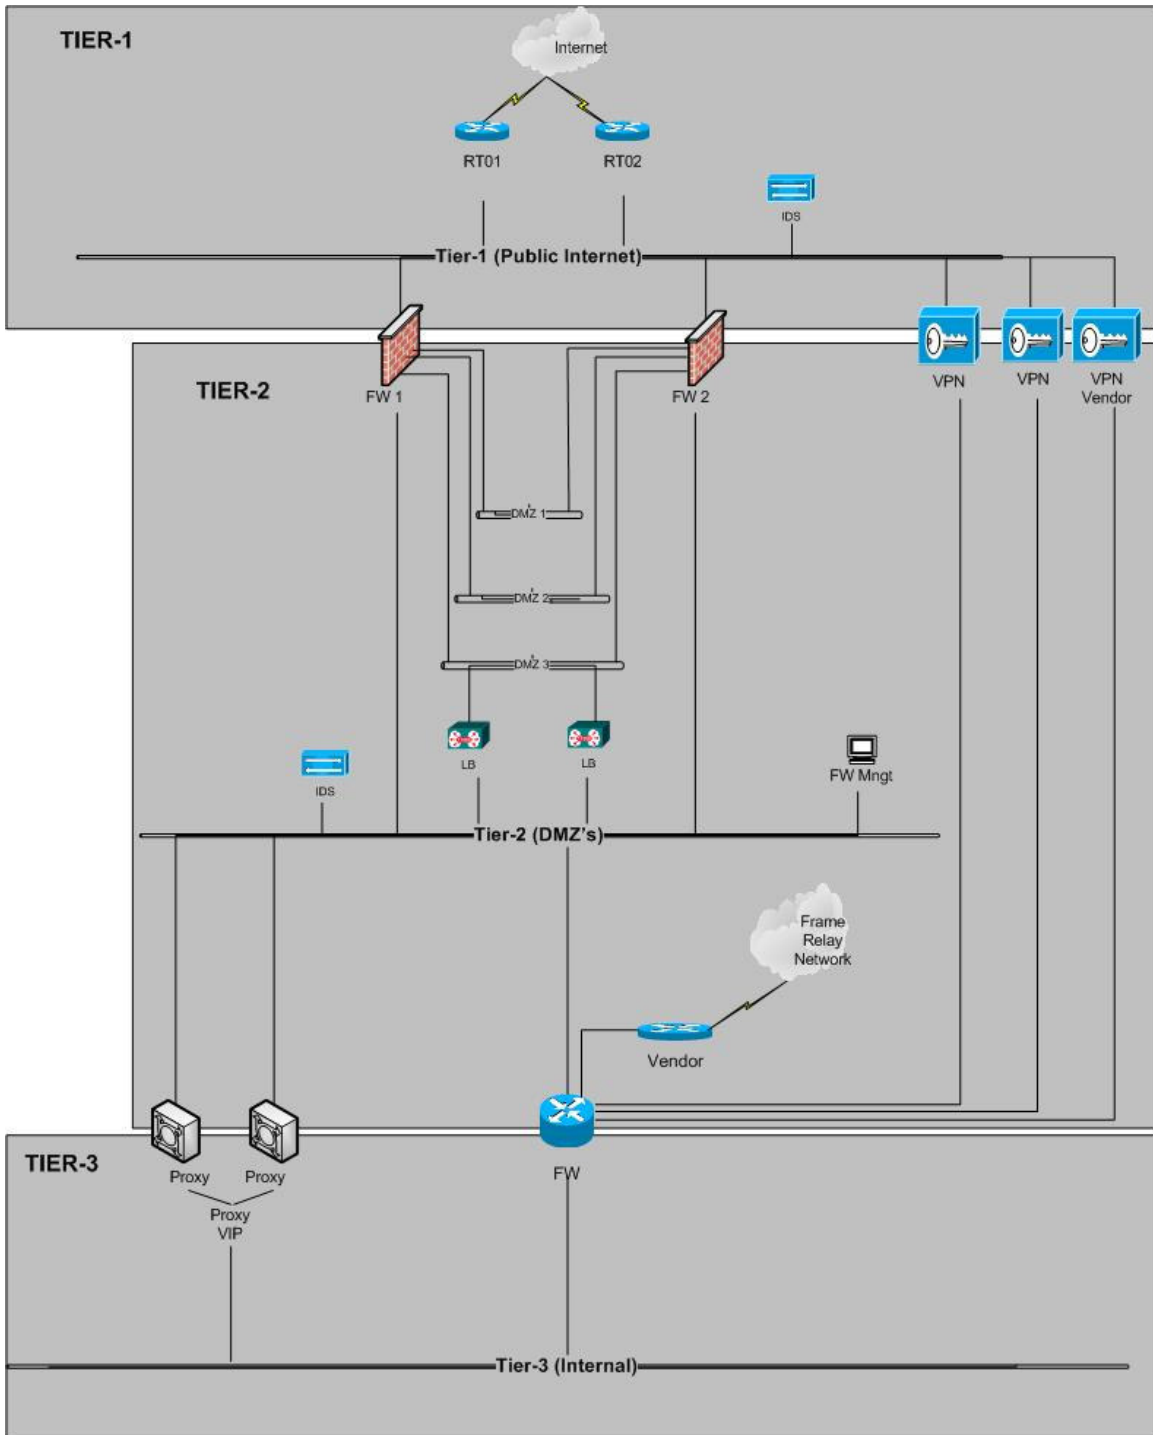 TIER-1
Internet
RT01
RT02
IDS
Tier-1 (Public Internet)
TIER-2
FW 1
FW 2
VPN
VPN
VPN
Vendor
DMZ 1
DMZ 2
DMZ 3
LB
LB
IDS
FW Mngt
Tier-2 (DMZ's)
Frame
Relay
Network
Vendor
TIER-3
Proxy
Proxy
FW
Proxy
VIP
Tier-3 (Internal)